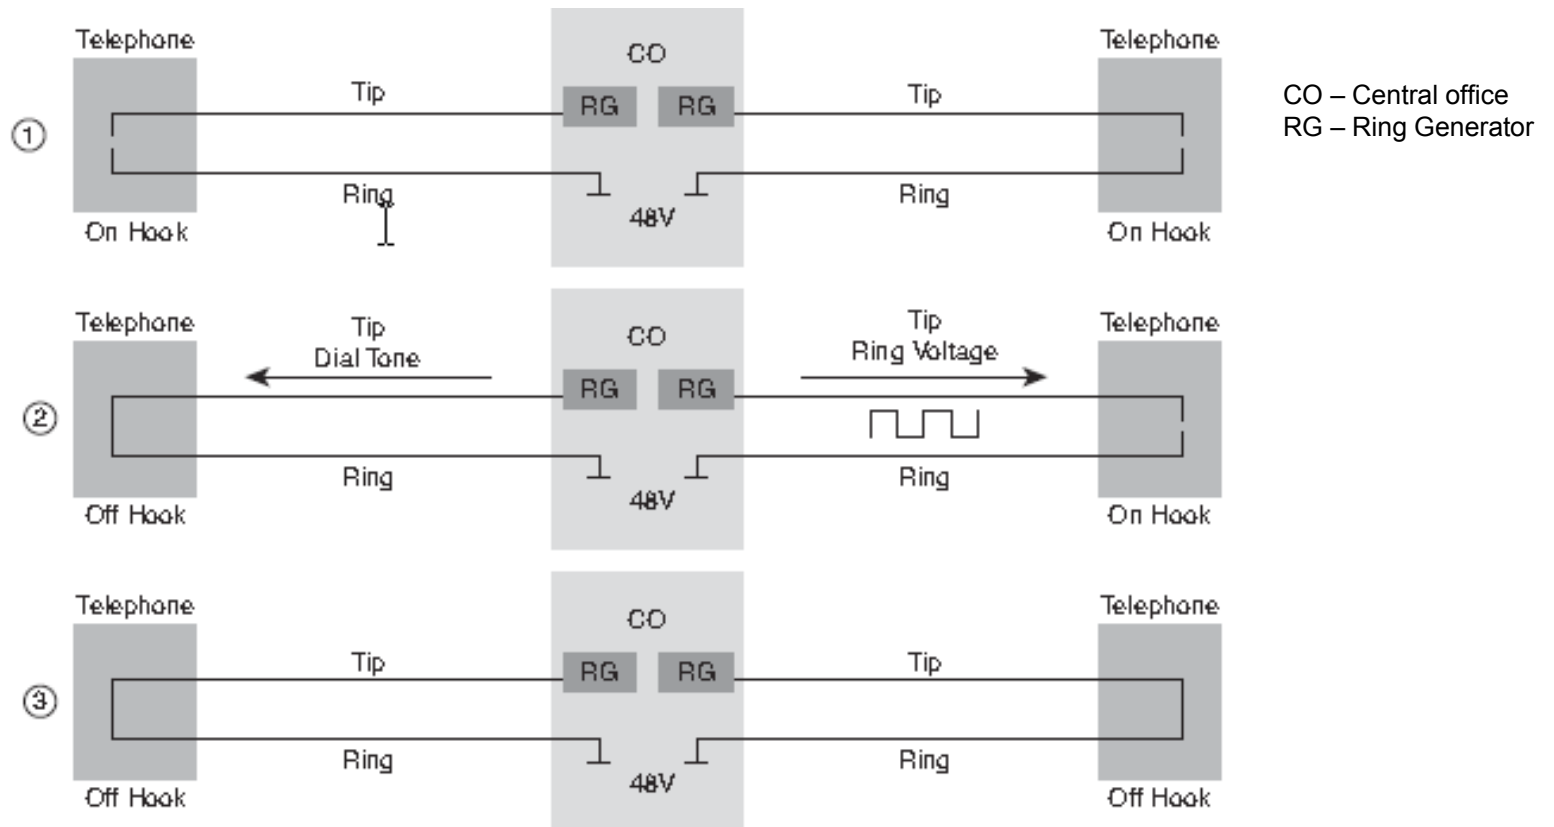 Telephone
CO
Telephone
Tip
RG
RG
Tip
CO – Central office
RG – Ring Generator
1
Ring
48V
Ring
On Hook
On Hook
Telephone
Tip
Dial Tone
CO
Tip
Ring Voltage
Telephone
RG
RG
2
Ring
48V
Ring
Off Hook
On Hook
Telephone
CO
Telephone
Tip
RG
RG
Tip
3
Ring
48V
Ring
Off Hook
Off Hook